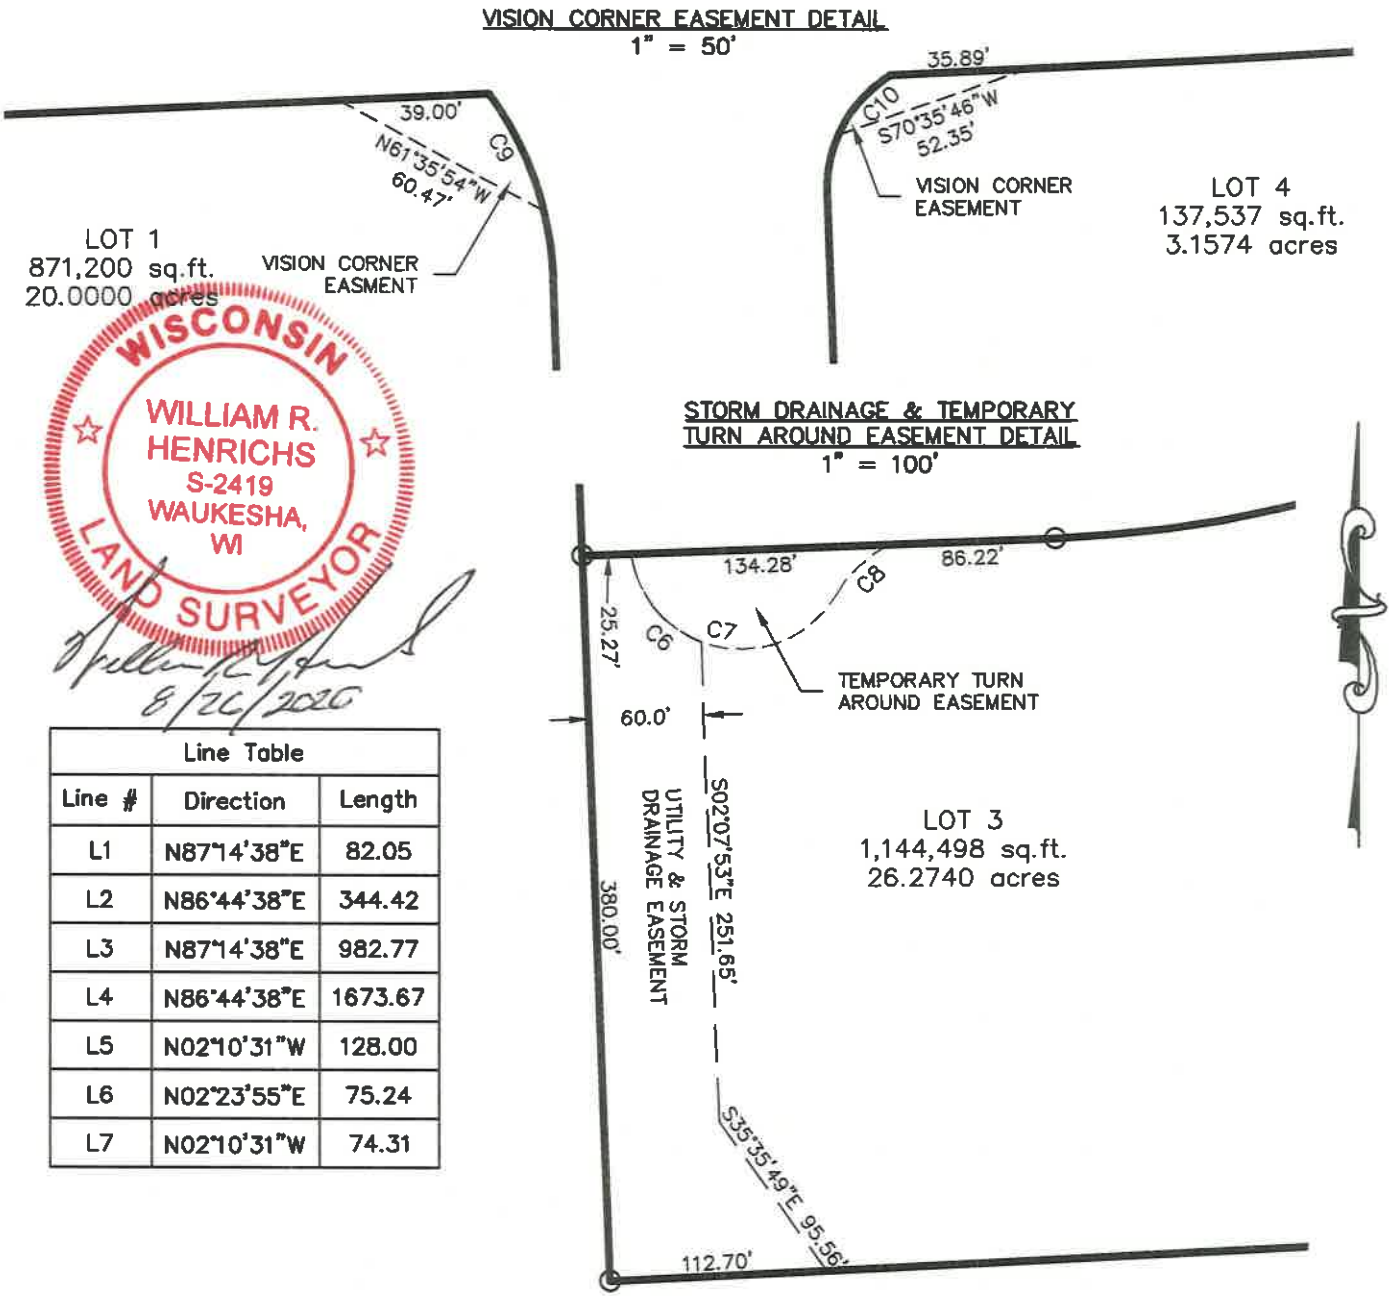 VISION CORNER EASEMENT DETAIL
1" = 50'
39.00'
C9
N61°35'54"W
60.47'
LOT 1
871,200 sq.ft.
20.0000 acres
VISION CORNER
EASMENT
35.89'
C10
S70°35'46"W
52.35'
VISION CORNER
EASEMENT
LOT 4
137,537 sq.ft.
3.1574 acres
WISCONSIN
WILLIAM R.
HENRICHS
S-2419
WAUKESHA,
WI
LAND SURVEYOR
8/26/2020
STORM DRAINAGE & TEMPORARY
TURN AROUND EASEMENT DETAIL
1" = 100'
134.28'
86.22'
25.27'
C6
C7
C8
TEMPORARY TURN
AROUND EASEMENT
60.0'
UTILITY & STORM
DRAINAGE EASEMENT
S02°07'53"E 251.65'
380.00'
LOT 3
1,144,498 sq.ft.
26.2740 acres
S35°35'49"E 95.56'
112.70'
Line Table
Line # Direction Length
L1 N87°14'38"E 82.05
L2 N86°44'38"E 344.42
L3 N87°14'38"E 982.77
L4 N86°44'38"E 1673.67
L5 N02°10'31"W 128.00
L6 N02°23'55"E 75.24
L7 N02°10'31"W 74.31